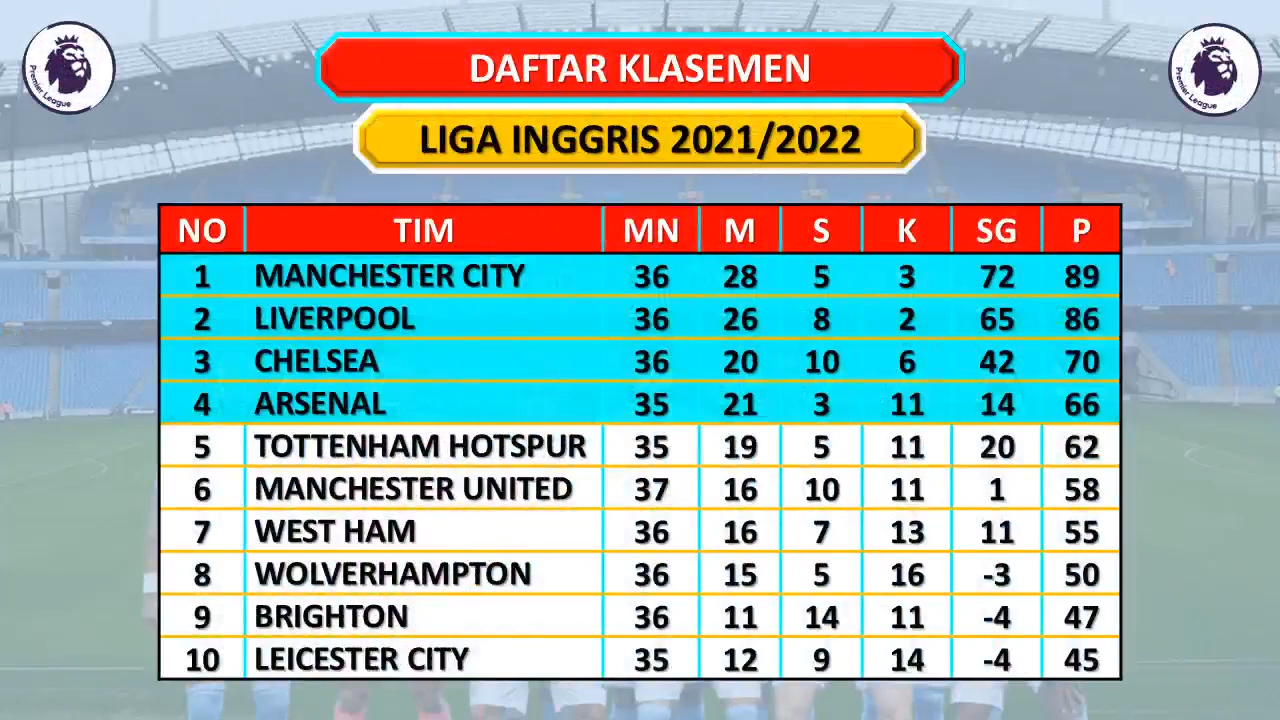 Premier League
Premier League
DAFTAR KLASEMEN
LIGA INGGRIS 2021/2022
NO TIM MN M S K SG P
1 MANCHESTER CITY 36 28 5 3 72 89
2 LIVERPOOL 36 26 8 2 65 86
3 CHELSEA 36 20 10 6 42 70
4 ARSENAL 35 21 3 11 14 66
5 TOTTENHAM HOTSPUR 35 19 5 11 20 62
6 MANCHESTER UNITED 37 16 10 11 1 58
7 WEST HAM 36 16 7 13 11 55
8 WOLVERHAMPTON 36 15 5 16 -3 50
9 BRIGHTON 36 11 14 11 -4 47
10 LEICESTER CITY 35 12 9 14 -4 45